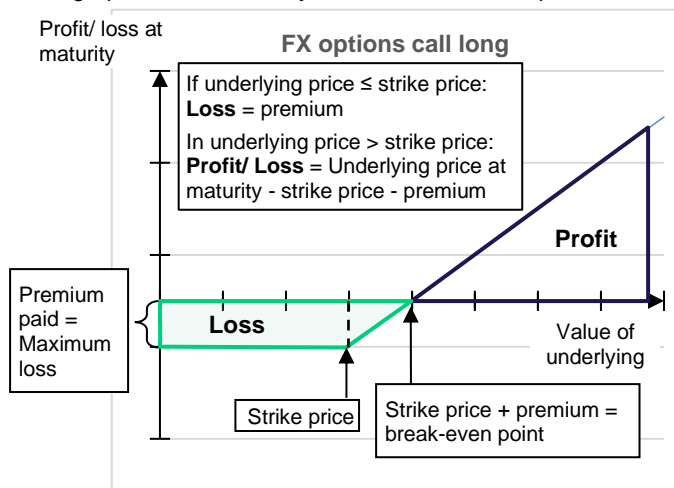 Profit/ loss at
maturity
FX options call long
If underlying price ≤ strike price:
Loss = premium
In underlying price > strike price:
Profit/ Loss = Underlying price at
maturity - strike price - premium
Profit
Premium
paid =
Maximum
loss
Loss
Value of
underlying
Strike price
Strike price + premium =
break-even point